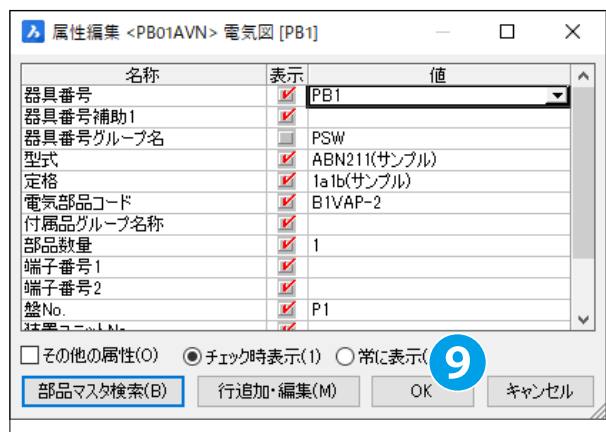 属性編集 <PB01AVN> 電気図 [PB1]
名称 表示 値
器具番号 PB1
器具番号補助1
器具番号グループ名 PSW
型式 ABN211(サンプル)
定格 1a1b(サンプル)
電気部品コード B1VAP-2
付属品グループ名称
部品数量 1
端子番号1
端子番号2
盤No. P1
その他の属性(O) チェック時表示(1) 常に表示(
9
部品マスタ検索(B) 行追加・編集(M) OK キャンセル